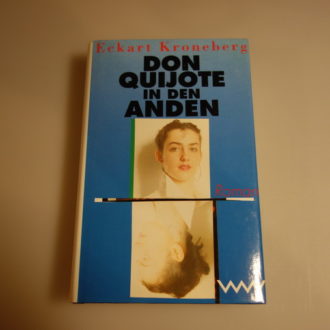 Eckart Kroneberg
DON
QUIJOTE
IN DEN
ANDEN
Roman